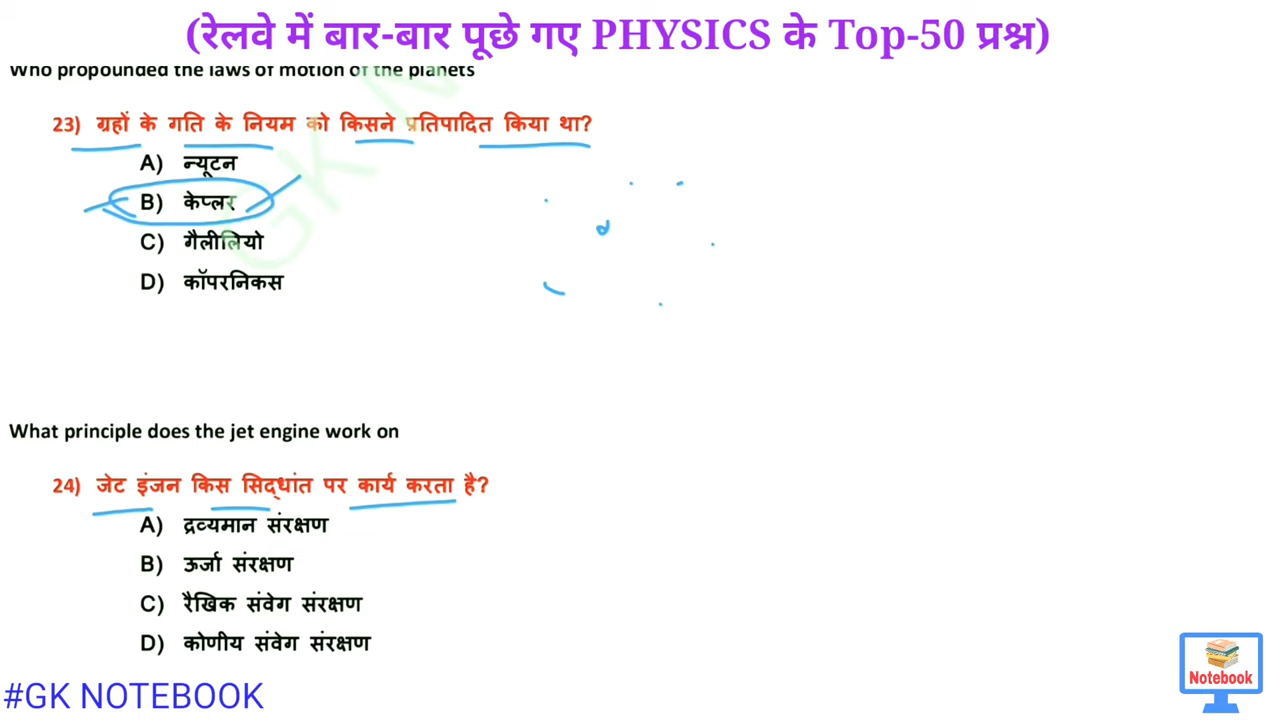 (रेलवे में बार-बार पूछे गए PHYSICS के Top-50 प्रश्न)
Who propounded the laws of motion of the planets
23) ग्रहों के गति के नियम को किसने प्रतिपादित किया था?
A) न्यूटन
B) केप्लर
C) गैलीलियो
D) कॉपरनिकस
What principle does the jet engine work on
24) जेट इंजन किस सिद्धांत पर कार्य करता है?
A) द्रव्यमान संरक्षण
B) ऊर्जा संरक्षण
C) रैखिक संवेग संरक्षण
D) कोणीय संवेग संरक्षण
#GK NOTEBOOK
Notebook
GK N